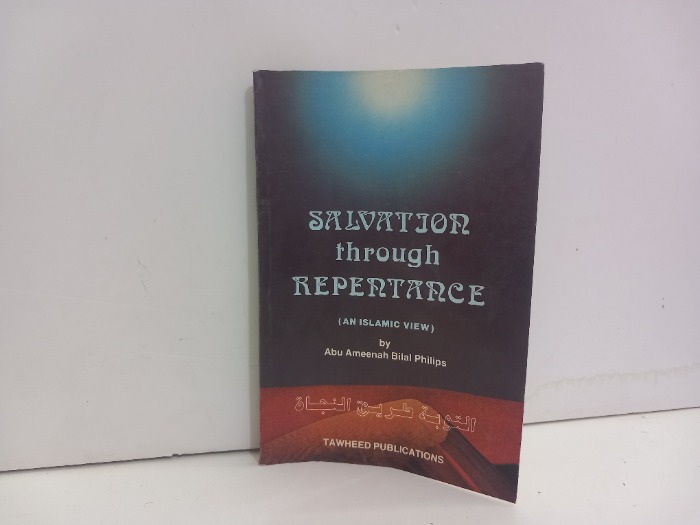 SALVATION
through
REPENTANCE
(AN ISLAMIC VIEW)
by
Abu Ameenah Bilal Philips
التوبة طريق النجاة
TAWHEED PUBLICATIONS